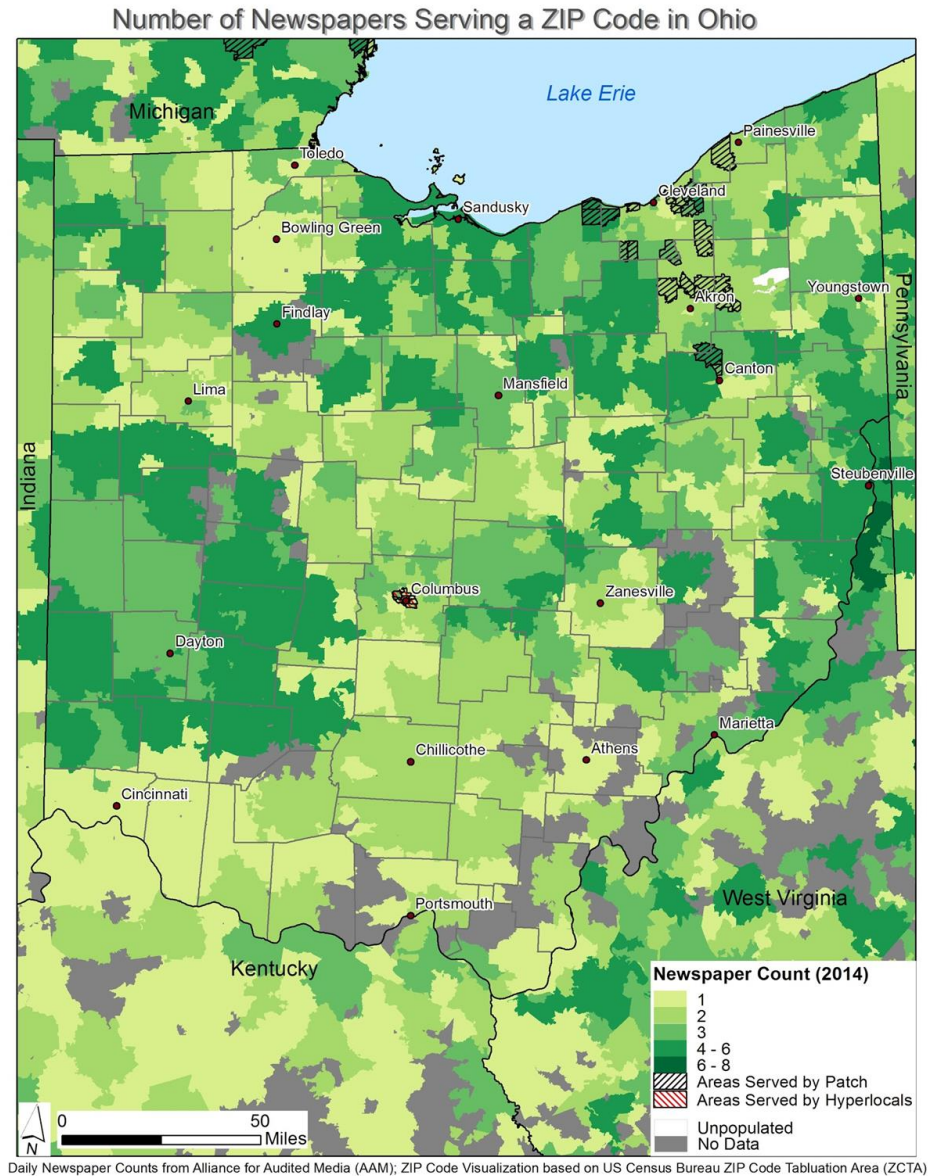 Number of Newspapers Serving a ZIP Code in Ohio
Lake Erie
Michigan
Painesville
Toledo
Cleveland
Sandusky
Bowling Green
Pennsylvania
Youngstown
Akron
Findlay
Canton
Mansfield
Lima
Indiana
Steubenville
Columbus
Zanesville
Dayton
Marietta
Chillicothe
Athens
Cincinnati
West Virginia
Portsmouth
Kentucky
Newspaper Count (2014)
1
2
3
4 - 6
6 - 8
Areas Served by Patch
Areas Served by Hyperlocals
Unpopulated
No Data
0 50
Miles
N
Daily Newspaper Counts from Alliance for Audited Media (AAM); ZIP Code Visualization based on US Census Bureau ZIP Code Tabluation Area (ZCTA)